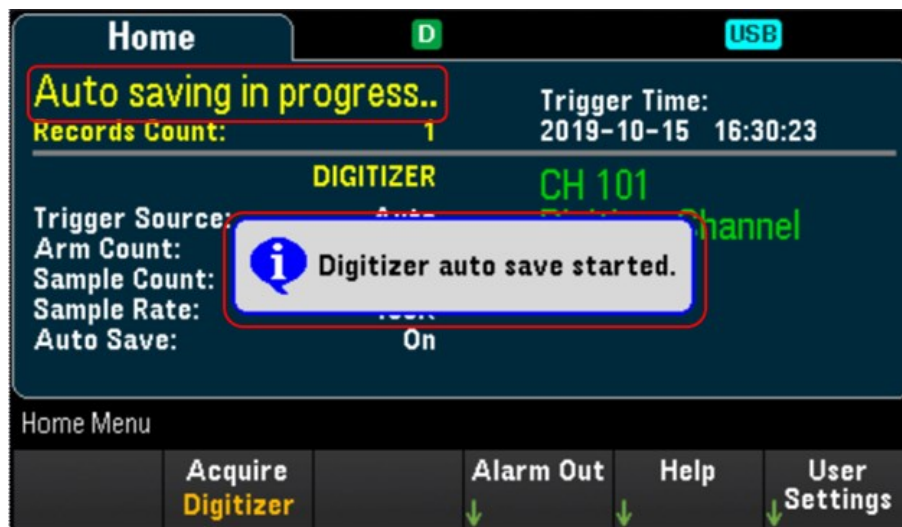 Home
D
USB
Auto saving in progress..
Trigger Time:
Records Count: 1
2019-10-15 16:30:23
DIGITIZER
CH 101
Channel
Trigger Source: Auto
Arm Count:
Digitizer auto save started.
Sample Count:
Sample Rate:
Auto Save: On
Home Menu
Acquire
Digitizer
Alarm Out
Help
User
Settings